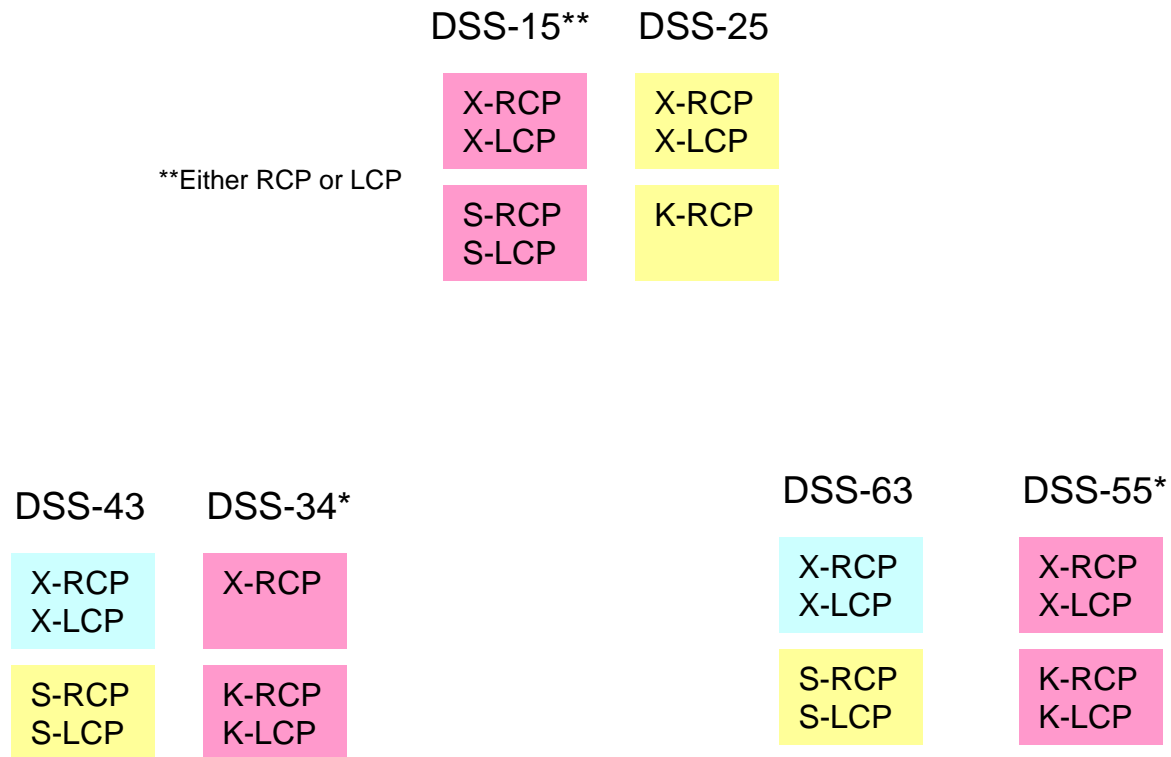 DSS-15** DSS-25
X-RCP
X-LCP
X-RCP
X-LCP
**Either RCP or LCP
S-RCP
S-LCP
K-RCP
DSS-43 DSS-34*
X-RCP
X-LCP
X-RCP
S-RCP
S-LCP
K-RCP
K-LCP
DSS-63 DSS-55*
X-RCP
X-LCP
X-RCP
X-LCP
S-RCP
S-LCP
K-RCP
K-LCP